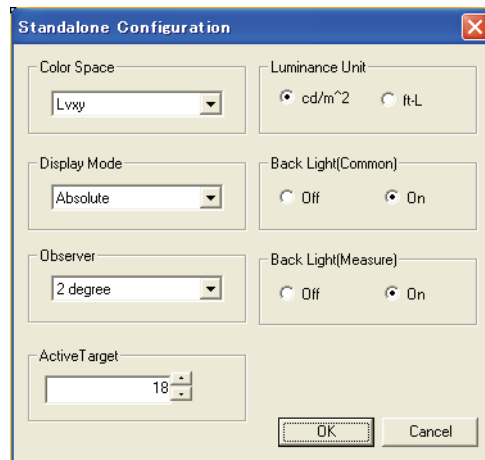 Standalone Configuration
Color Space
Lvxy
Luminance Unit
cd/m^2
ft-L
Display Mode
Absolute
Back Light(Common)
Off
On
Observer
2 degree
Back Light(Measure)
Off
On
ActiveTarget
18
OK
Cancel